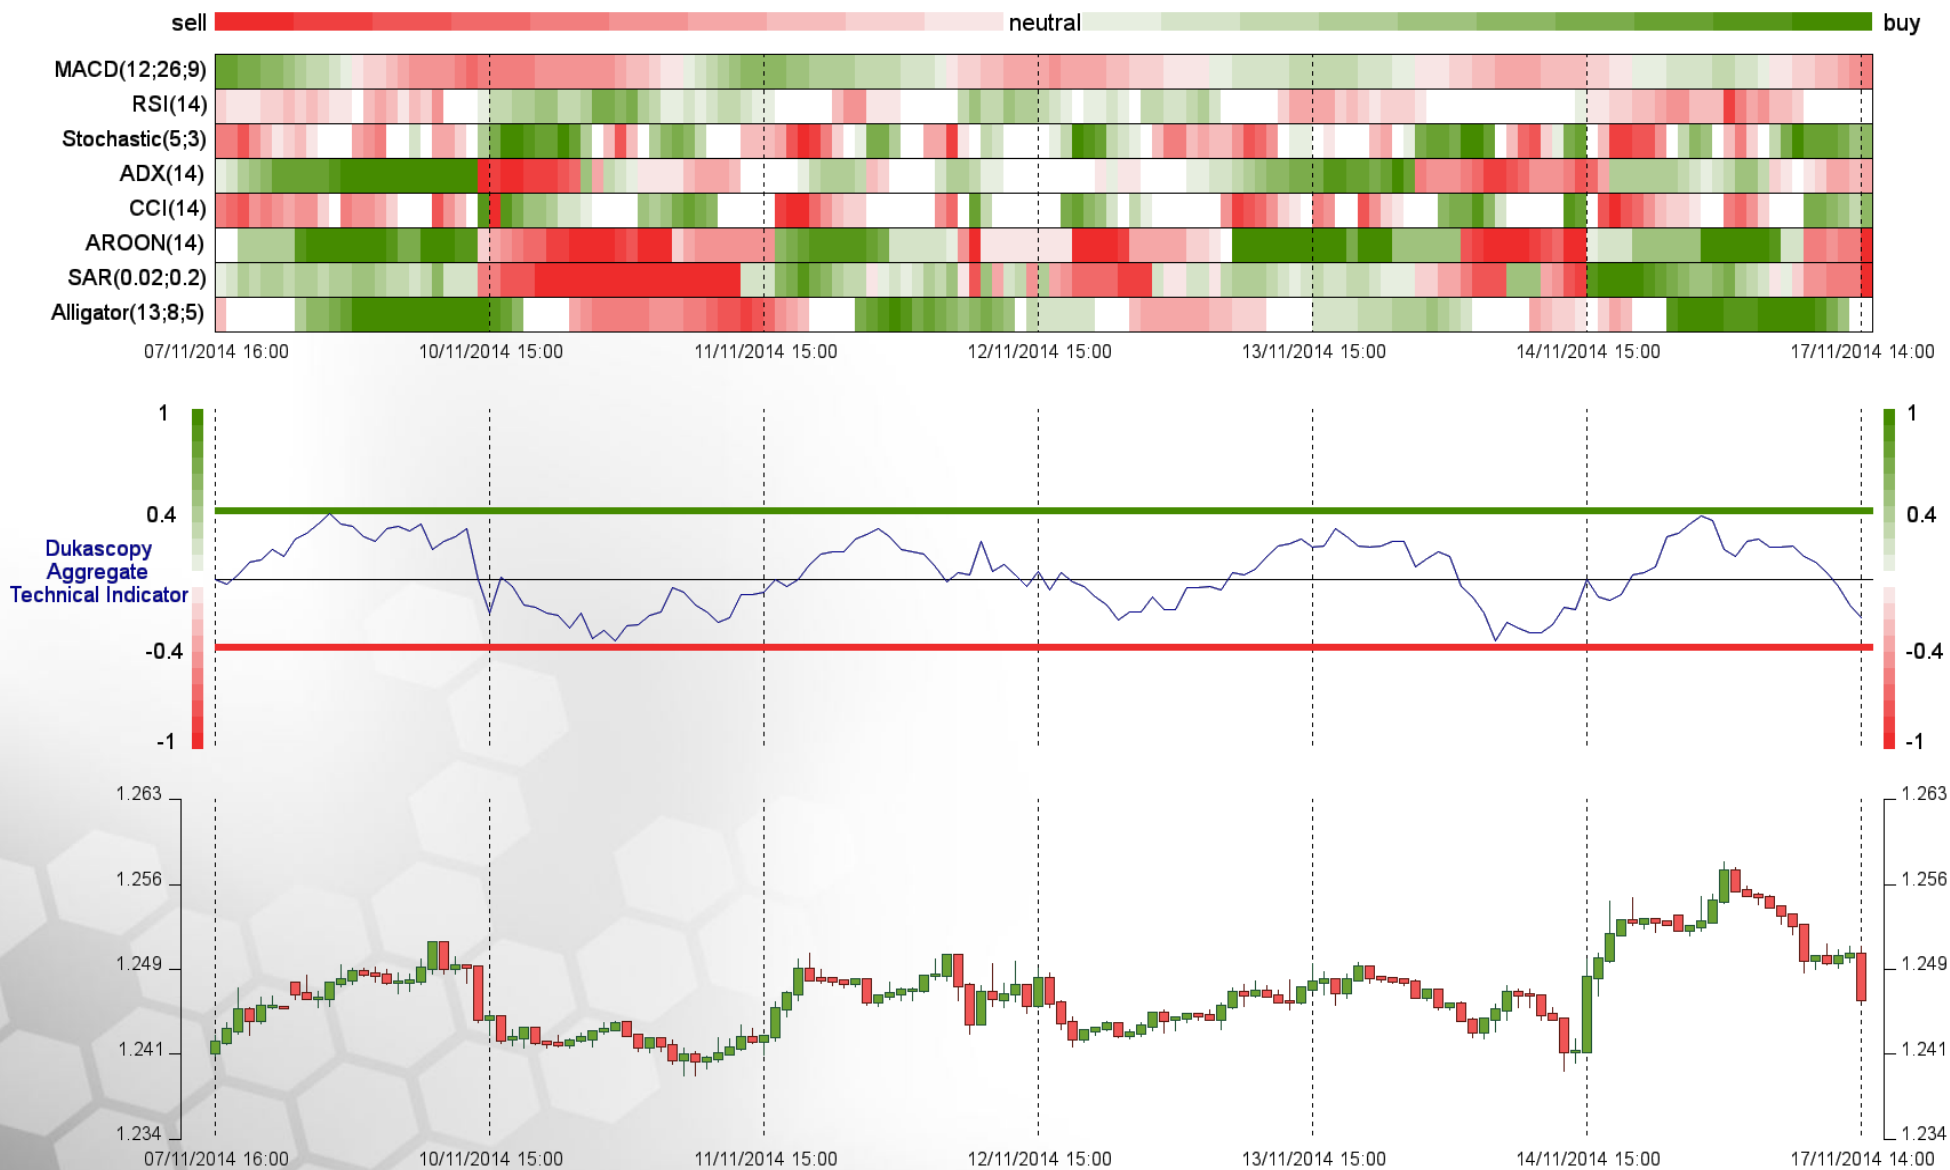 sell neutral buy
MACD(12;26;9)
RSI(14)
Stochastic(5;3)
ADX(14)
CCI(14)
AROON(14)
SAR(0.02;0.2)
Alligator(13;8;5)
07/11/2014 16:00 10/11/2014 15:00 11/11/2014 15:00 12/11/2014 15:00 13/11/2014 15:00 14/11/2014 15:00 17/11/2014 14:00
1 1
0.4 0.4
Dukascopy
Aggregate
Technical Indicator
-0.4 -0.4
-1 -1
1.263 1.263
1.256 1.256
1.249 1.249
1.241 1.241
1.234 1.234
07/11/2014 16:00 10/11/2014 15:00 11/11/2014 15:00 12/11/2014 15:00 13/11/2014 15:00 14/11/2014 15:00 17/11/2014 14:00